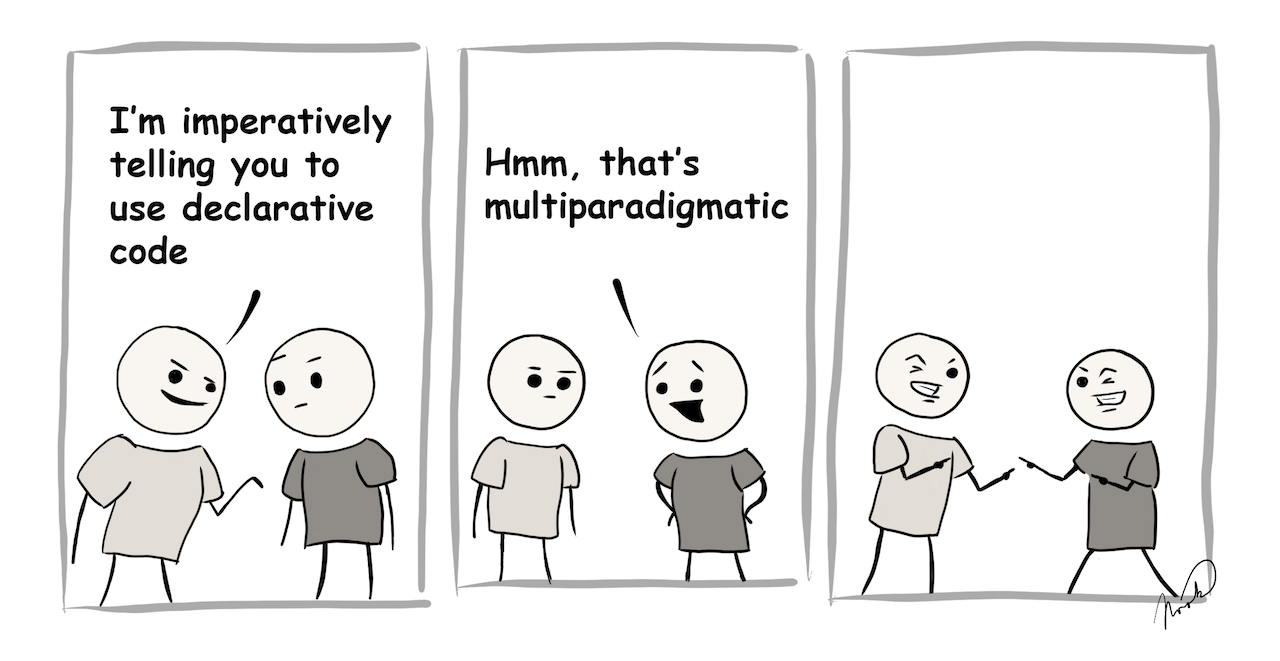 I'm imperatively
telling you to
use declarative
code
Hmm, that's
multiparadigmatic